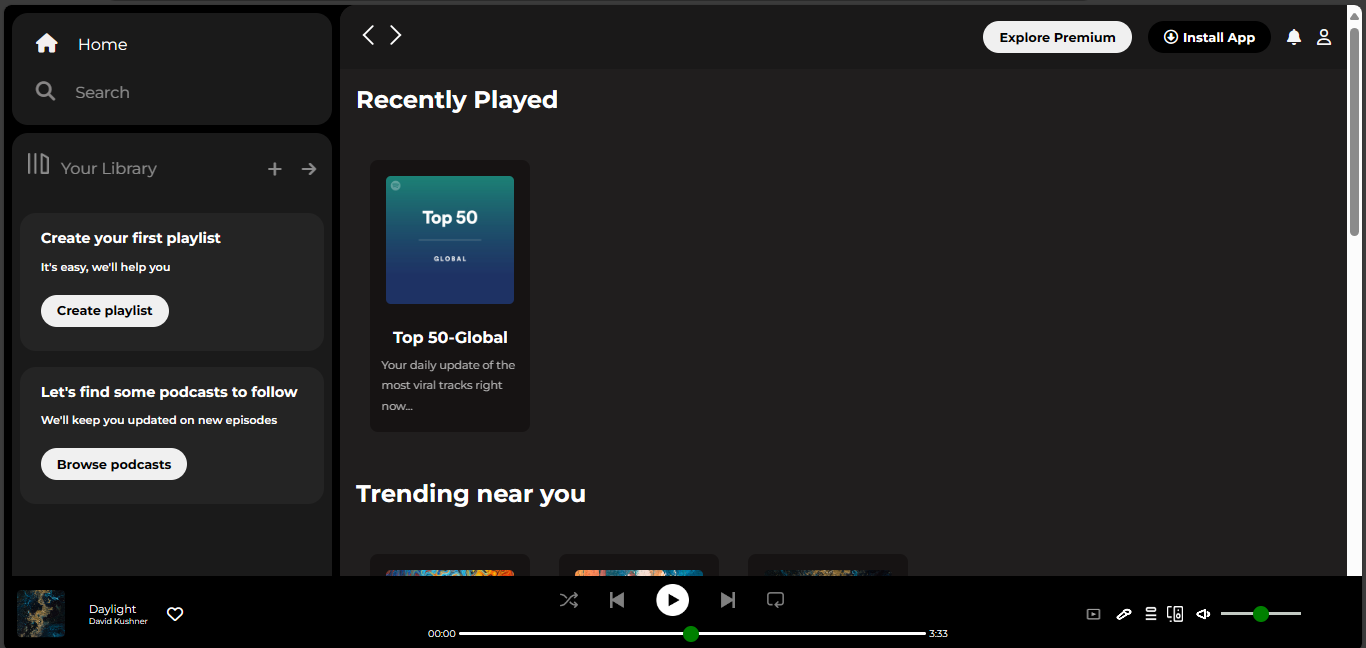 Home
Search
Your Library
Create your first playlist
It's easy, we'll help you
Create playlist
Let's find some podcasts to follow
We'll keep you updated on new episodes
Browse podcasts
Explore Premium
Install App
Recently Played
Top 50
GLOBAL
Top 50-Global
Your daily update of the
most viral tracks right
now...
Trending near you
Daylight
David Kushner
00:00
3:33